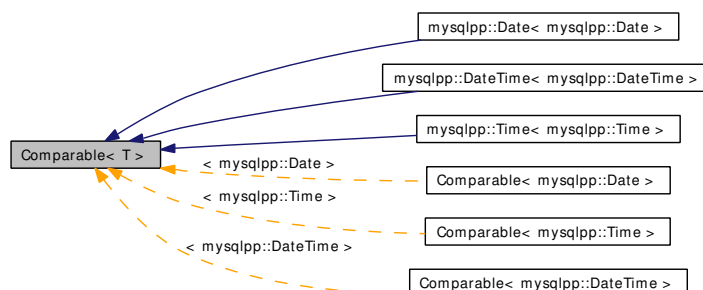 mysqlpp::Date< mysqlpp::Date >
mysqlpp::DateTime< mysqlpp::DateTime >
mysqlpp::Time< mysqlpp::Time >
Comparable< T >
< mysqlpp::Date >
Comparable< mysqlpp::Date >
< mysqlpp::Time >
Comparable< mysqlpp::Time >
< mysqlpp::DateTime >
Comparable< mysqlpp::DateTime >